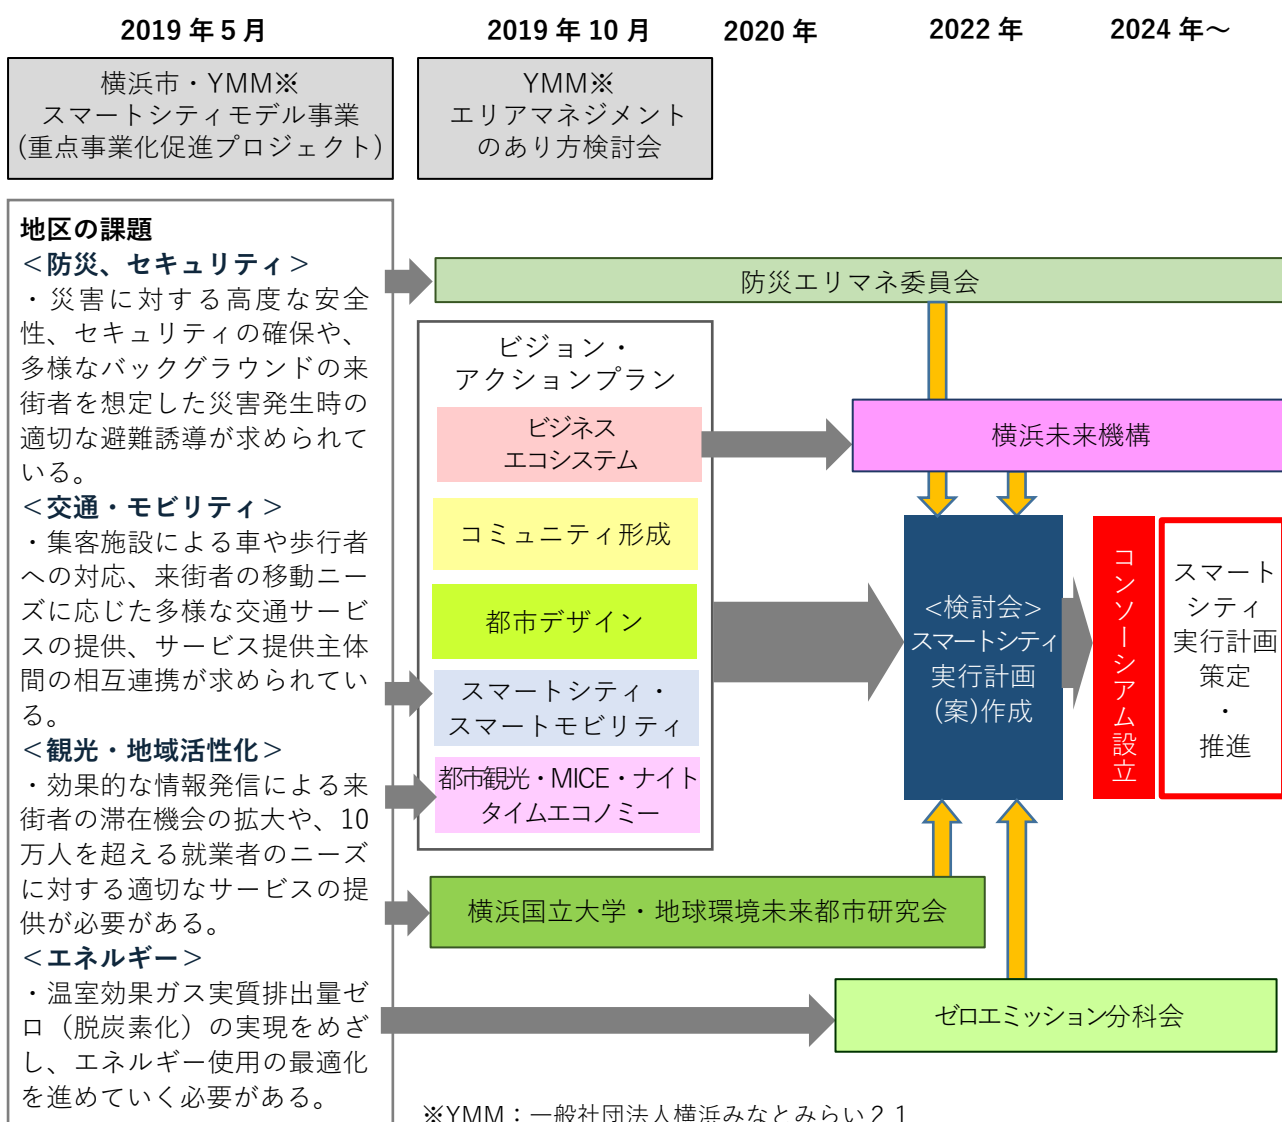 2019 年 5 月
2019 年 10 月
2020 年
2022 年
2024 年～
横浜市・YMM※
スマートシティモデル事業
(重点事業化促進プロジェクト)
YMM※
エリアマネジメント
のあり方検討会
地区の課題
＜防災、セキュリティ＞
・災害に対する高度な安全
性、セキュリティの確保や、
多様なバックグラウンドの来
街者を想定した災害発生時の
適切な避難誘導が求められて
いる。
＜交通・モビリティ＞
・集客施設による車や歩行者
への対応、来街者の移動ニー
ズに応じた多様な交通サービ
スの提供、サービス提供主体
間の相互連携が求められてい
る。
＜観光・地域活性化＞
・効果的な情報発信による来
街者の滞在機会の拡大や、10
万人を超える就業者のニーズ
に対する適切なサービスの提
供が必要がある。
＜エネルギー＞
・温室効果ガス実質排出量ゼ
ロ（脱炭素化）の実現をめざ
し、エネルギー使用の最適化
を進めていく必要がある。
防災エリマネ委員会
ビジョン・
アクションプラン
ビジネス
エコシステム
コミュニティ形成
都市デザイン
スマートシティ・
スマートモビリティ
都市観光・MICE・ナイト
タイムエコノミー
横浜未来機構
<検討会>
スマートシティ
実行計画
(案)作成
コンソーシアム設立
スマート
シティ
実行計画
策定
・
推進
横浜国立大学・地球環境未来都市研究会
ゼロエミッション分科会
※YMM：一般社団法人横浜みなとみらい２１